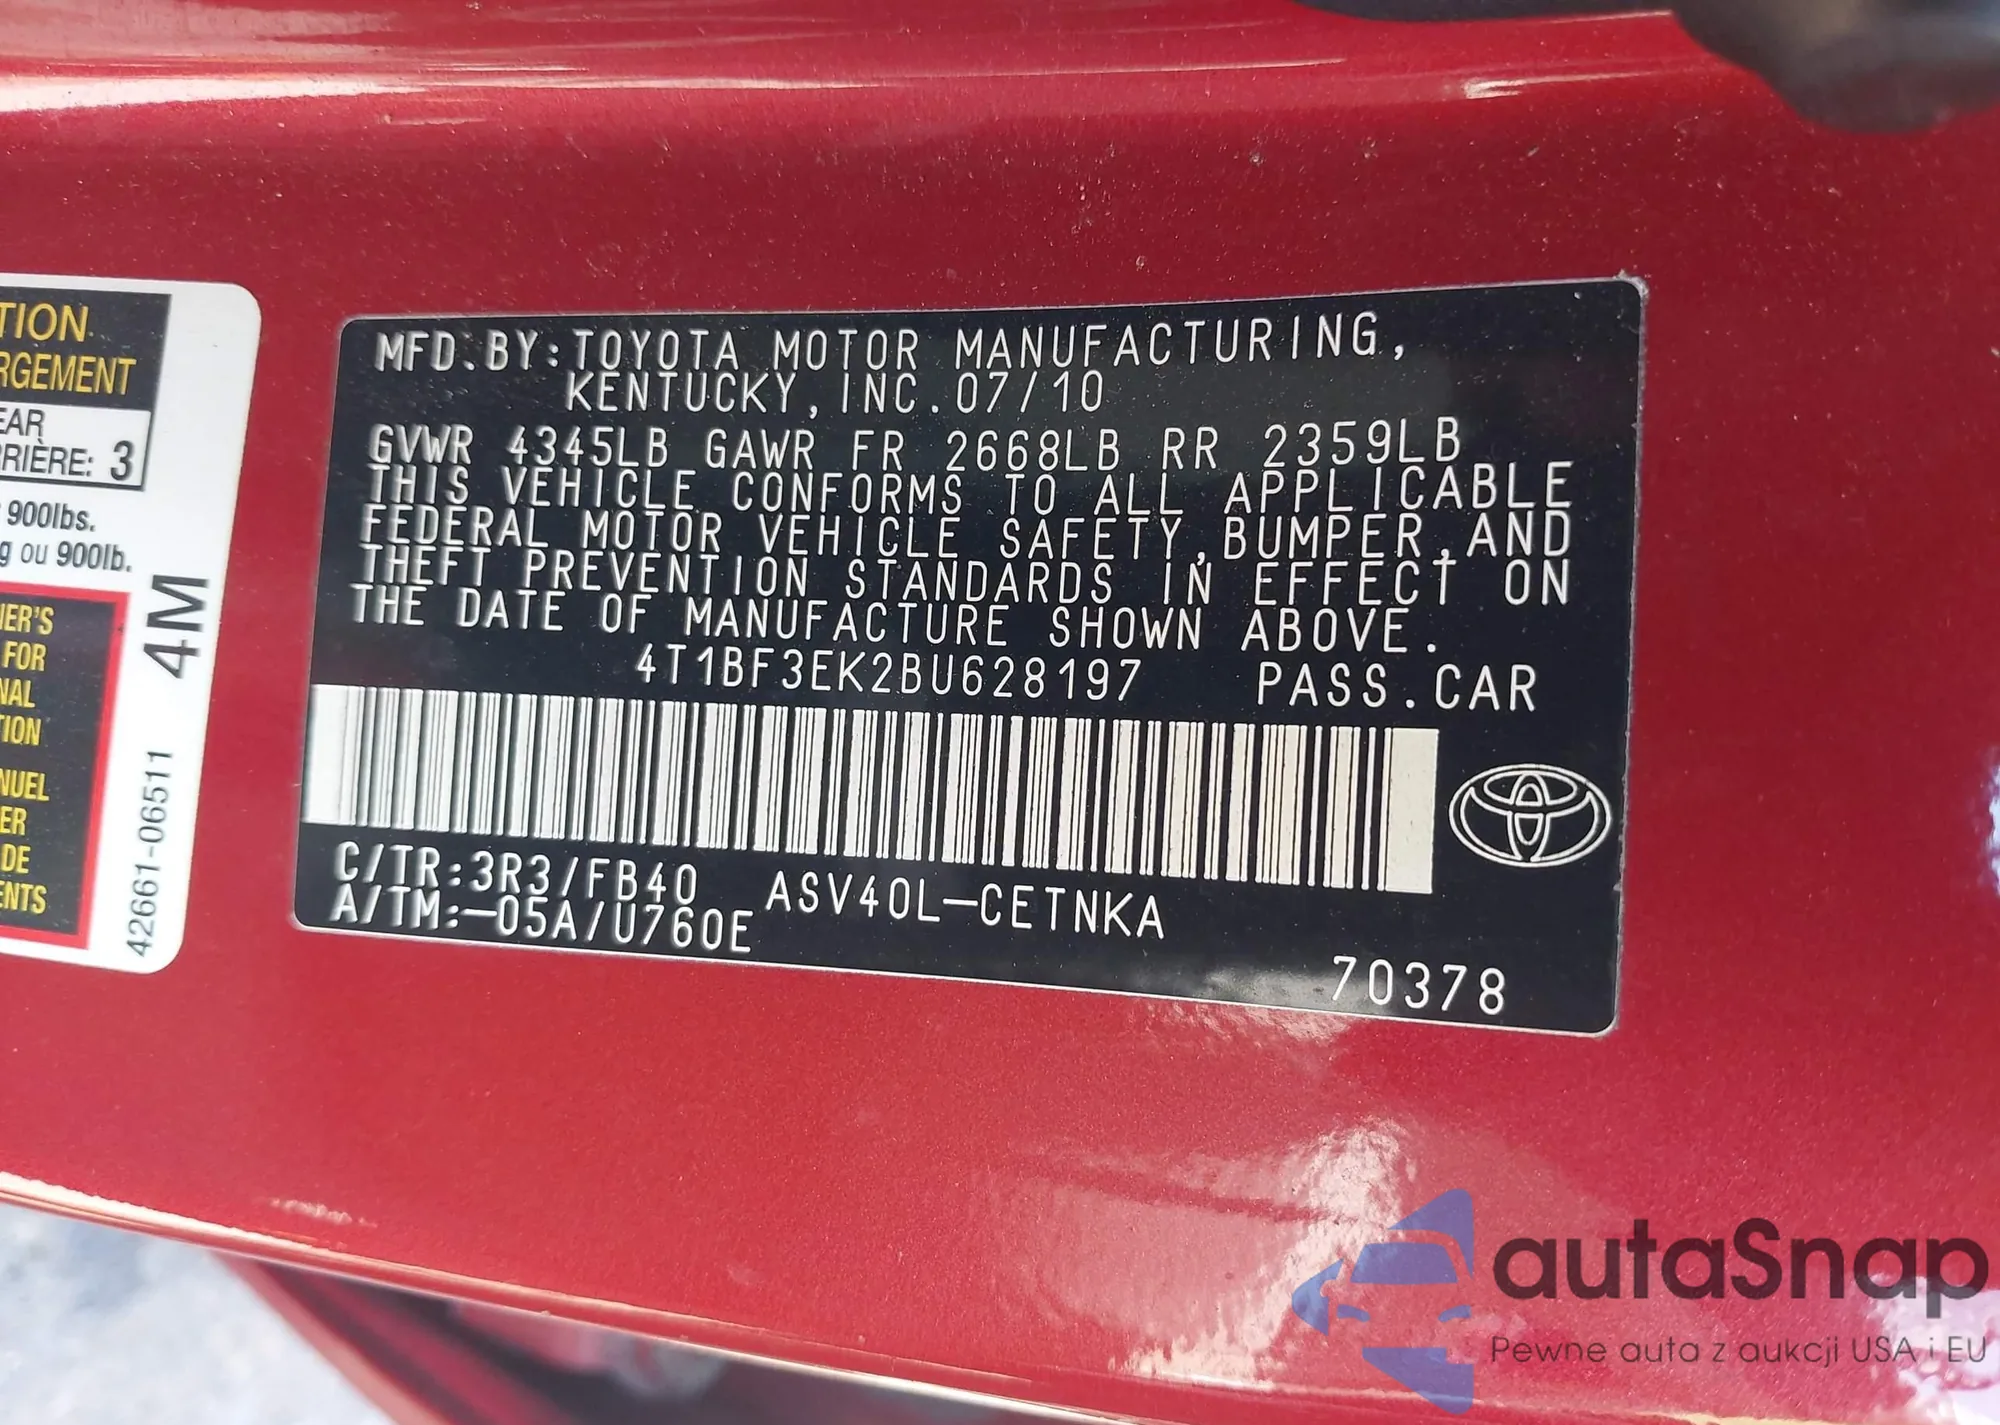 TION
RGEMENT
EAR
RRIÈRE: 3
900lbs.
g ou 900lb.
NER'S
FOR
NAL
TION
NUEL
ER
DE
ENTS
4M
42661-06511
MFD.BY:TOYOTA MOTOR MANUFACTURING,
KENTUCKY,INC.07/10
GVWR 4345LB GAWR FR 2668LB RR 2359LB
THIS VEHICLE CONFORMS TO ALL APPLICABLE
FEDERAL MOTOR VEHICLE SAFETY,BUMPER,AND
THEFT PREVENTION STANDARDS IN EFFECT ON
THE DATE OF MANUFACTURE SHOWN ABOVE.
4T1BF3EK2BU628197 PASS.CAR
C/TR:3R3/FB40 ASV40L-CETNKA
A/TM:-05A/U760E
70378
autaSnap
Pewne auta z aukcji USA i EU